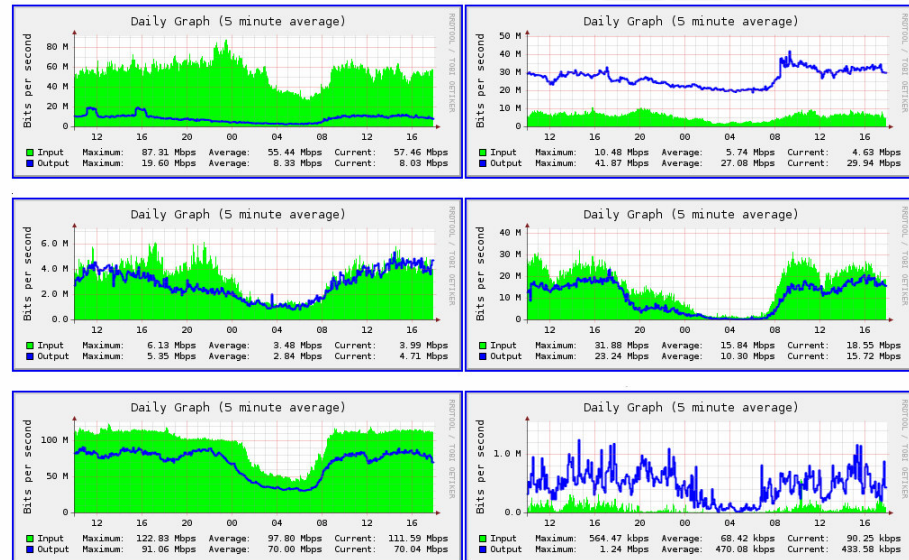 Daily Graph (5 minute average)
RRDTOOL / TOBI OETIKER
Bits per second
80 M
60 M
40 M
20 M
0
12 16 20 00 04 08 12 16
Input Maximum: 87.31 Mbps Average: 55.44 Mbps Current: 57.46 Mbps
Output Maximum: 19.60 Mbps Average: 8.33 Mbps Current: 8.03 Mbps
Daily Graph (5 minute average)
RRDTOOL / TOBI OETIKER
Bits per second
50 M
40 M
30 M
20 M
10 M
0
12 16 20 00 04 08 12 16
Input Maximum: 10.48 Mbps Average: 5.74 Mbps Current: 4.63 Mbps
Output Maximum: 41.87 Mbps Average: 27.08 Mbps Current: 29.94 Mbps
Daily Graph (5 minute average)
RRDTOOL / TOBI OETIKER
Bits per second
6.0 M
4.0 M
2.0 M
0.0
12 16 20 00 04 08 12 16
Input Maximum: 6.13 Mbps Average: 3.48 Mbps Current: 3.99 Mbps
Output Maximum: 5.35 Mbps Average: 2.84 Mbps Current: 4.71 Mbps
Daily Graph (5 minute average)
RRDTOOL / TOBI OETIKER
Bits per second
40 M
30 M
20 M
10 M
0
12 16 20 00 04 08 12 16
Input Maximum: 31.88 Mbps Average: 15.84 Mbps Current: 18.55 Mbps
Output Maximum: 23.24 Mbps Average: 10.30 Mbps Current: 15.72 Mbps
Daily Graph (5 minute average)
RRDTOOL / TOBI OETIKER
Bits per second
100 M
50 M
0
12 16 20 00 04 08 12 16
Input Maximum: 122.83 Mbps Average: 97.80 Mbps Current: 111.59 Mbps
Output Maximum: 91.06 Mbps Average: 70.00 Mbps Current: 70.04 Mbps
Daily Graph (5 minute average)
RRDTOOL / TOBI OETIKER
Bits per second
1.0 M
0.0
12 16 20 00 04 08 12 16
Input Maximum: 564.47 kbps Average: 68.42 kbps Current: 90.25 kbps
Output Maximum: 1.24 Mbps Average: 470.08 kbps Current: 433.58 kbps